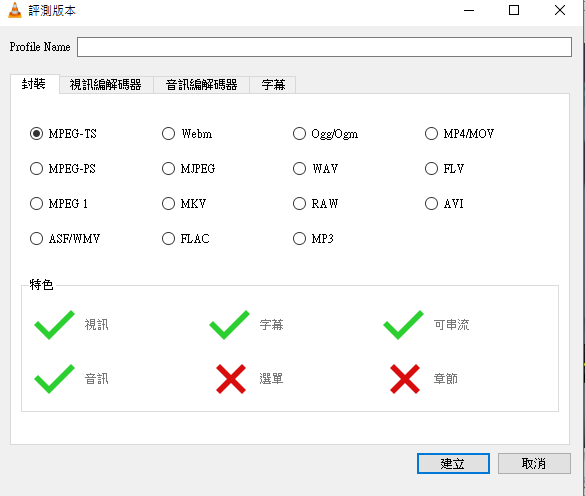 評測版本
Profile Name
封裝 視訊編解碼器 音訊編解碼器 字幕
MPEG-TS Webm Ogg/Ogm MP4/MOV
MPEG-PS MJPEG WAV FLV
MPEG 1 MKV RAW AVI
ASF/WMV FLAC MP3
特色
視訊 字幕 可串流
音訊 選單 章節
建立 取消